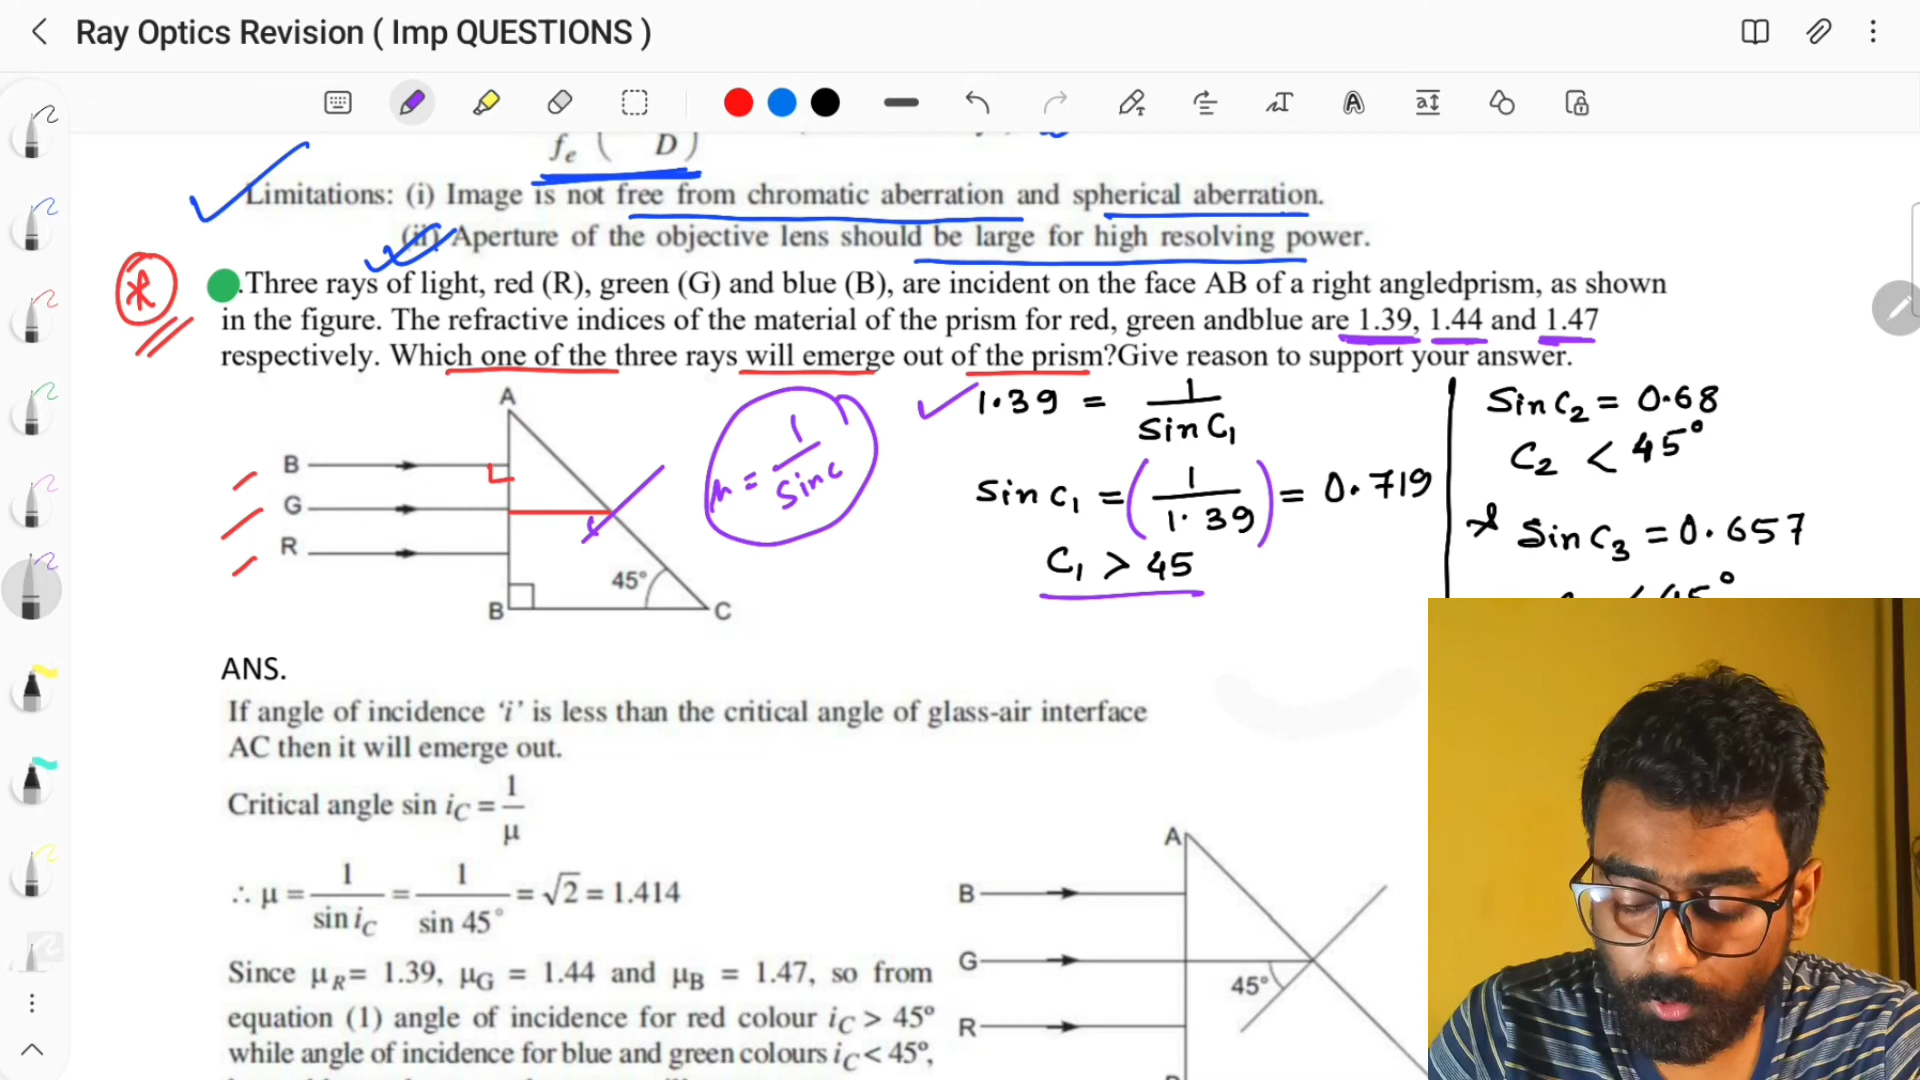 Ray Optics Revision ( Imp QUESTIONS )
fe ( D )
Limitations: (i) Image is not free from chromatic aberration and spherical aberration.
(ii) Aperture of the objective lens should be large for high resolving power.
.Three rays of light, red (R), green (G) and blue (B), are incident on the face AB of a right angledprism, as shown
in the figure. The refractive indices of the material of the prism for red, green andblue are 1.39, 1.44 and 1.47
respectively. Which one of the three rays will emerge out of the prism?Give reason to support your answer.
A
B
G
R
45°
B
C
μ = 1/sin c
1.39 = 1/sin C₁
sin c₁ = (1/1.39) = 0.719
C₁ > 45
Sin C₂ = 0.68
C₂ < 45°
Sin C₃ = 0.657
< 45°
ANS.
If angle of incidence ‘i’ is less than the critical angle of glass-air interface
AC then it will emerge out.
Critical angle sin iC = 1/μ
∴ μ = 1/sin iC = 1/sin 45° = √2 = 1.414
Since μR= 1.39, μG = 1.44 and μB = 1.47, so from
equation (1) angle of incidence for red colour iC > 45°
while angle of incidence for blue and green colours iC < 45°,
A
B
G
45°
R